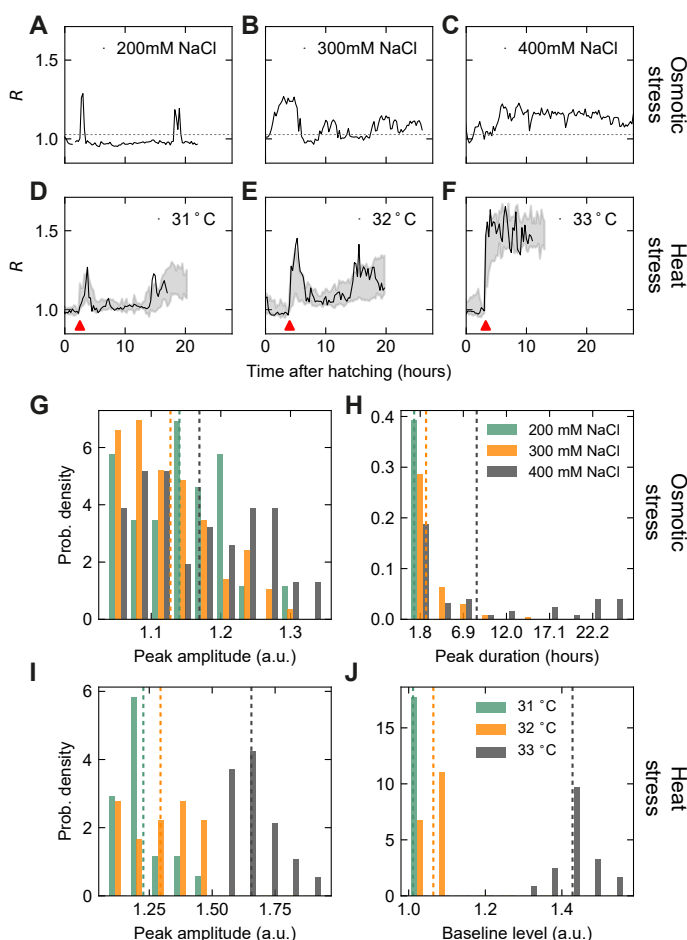 A
200mM NaCl
B
300mM NaCl
C
400mM NaCl
Osmotic
stress
R
1.5
1.0
D
31 °C
E
32 °C
F
33 °C
Heat
stress
R
1.5
1.0
0 10 20
0 10 20
0 10 20
Time after hatching (hours)
G
H
Osmotic
stress
Prob. density
6
4
2
0
1.1 1.2 1.3
Peak amplitude (a.u.)
0.4
0.3
0.2
0.1
0.0
200 mM NaCl
300 mM NaCl
400 mM NaCl
1.8 6.9 12.0 17.1 22.2
Peak duration (hours)
I
J
Heat
stress
Prob. density
6
4
2
0
1.25 1.50 1.75
Peak amplitude (a.u.)
15
10
5
0
31 °C
32 °C
33 °C
1.0 1.2 1.4
Baseline level (a.u.)